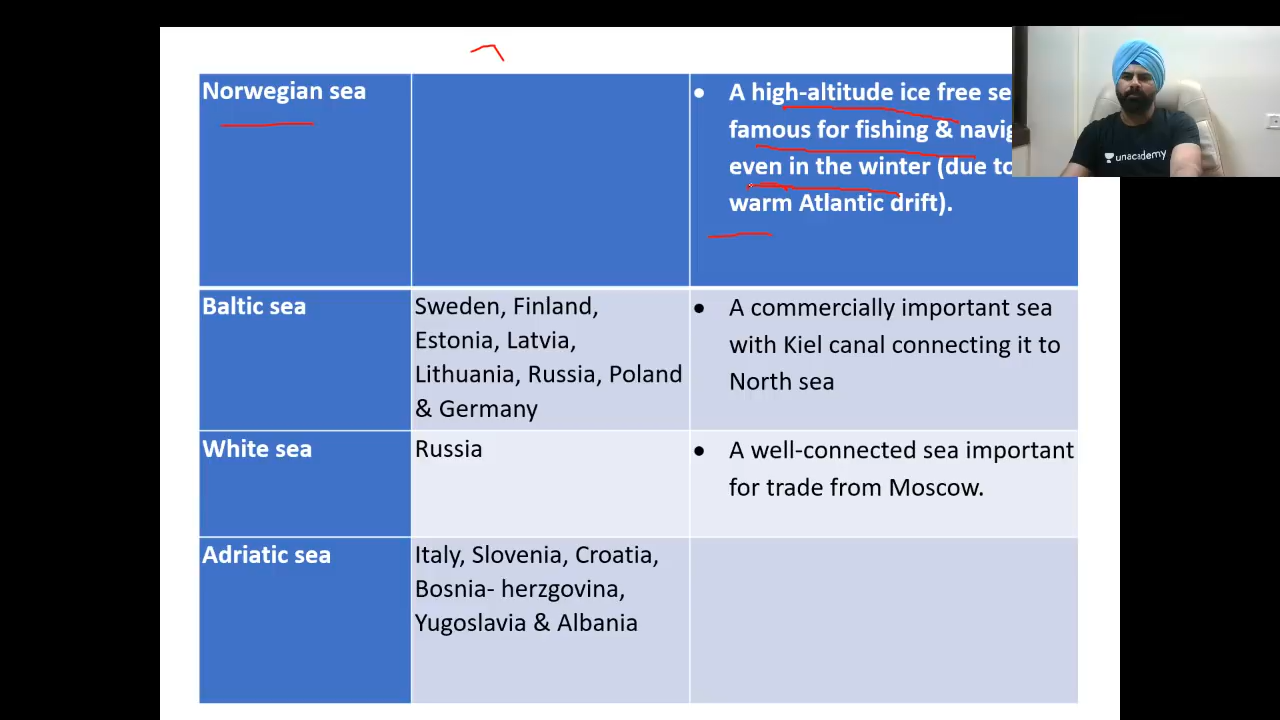 Norwegian sea
• A high-altitude ice free
famous for fishing &
even in the winter (due to
warm Atlantic drift).
Baltic sea
Sweden, Finland,
Estonia, Latvia,
Lithuania, Russia, Poland
& Germany
• A commercially important sea
with Kiel canal connecting it to
North sea
White sea
Russia
• A well-connected sea important
for trade from Moscow.
Adriatic sea
Italy, Slovenia, Croatia,
Bosnia- herzgovina,
Yugoslavia & Albania
unacademy